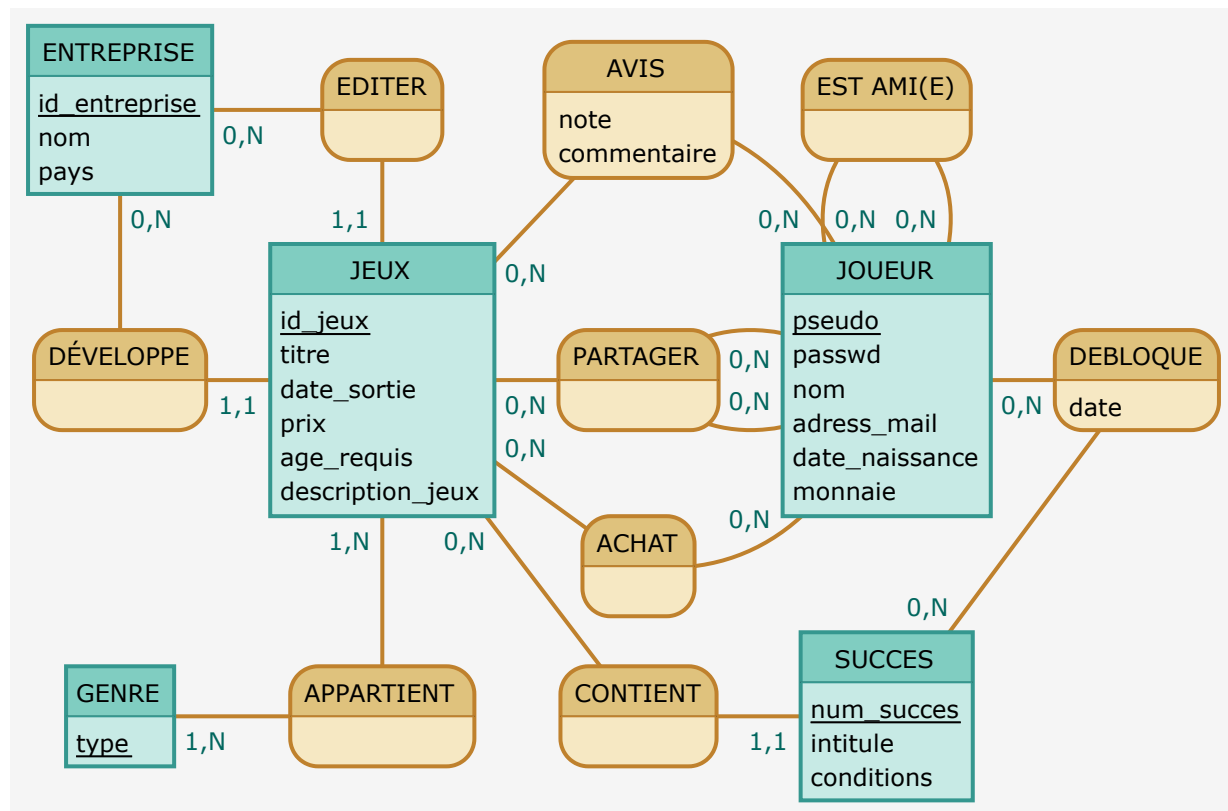 ENTREPRISE
id_entreprise
nom
pays
0,N
0,N
EDITER
1,1
AVIS
note
commentaire
EST AMI(E)
0,N
0,N
0,N
0,N
JEUX
id_jeux
titre
date_sortie
prix
age_requis
description_jeux
JOUEUR
pseudo
passwd
nom
adress_mail
date_naissance
monnaie
DÉVELOPPE
1,1
PARTAGER
0,N
0,N
0,N
DEBLOQUE
date
0,N
0,N
0,N
ACHAT
0,N
1,N
0,N
GENRE
type
1,N
APPARTIENT
CONTIENT
1,1
SUCCES
num_succes
intitule
conditions